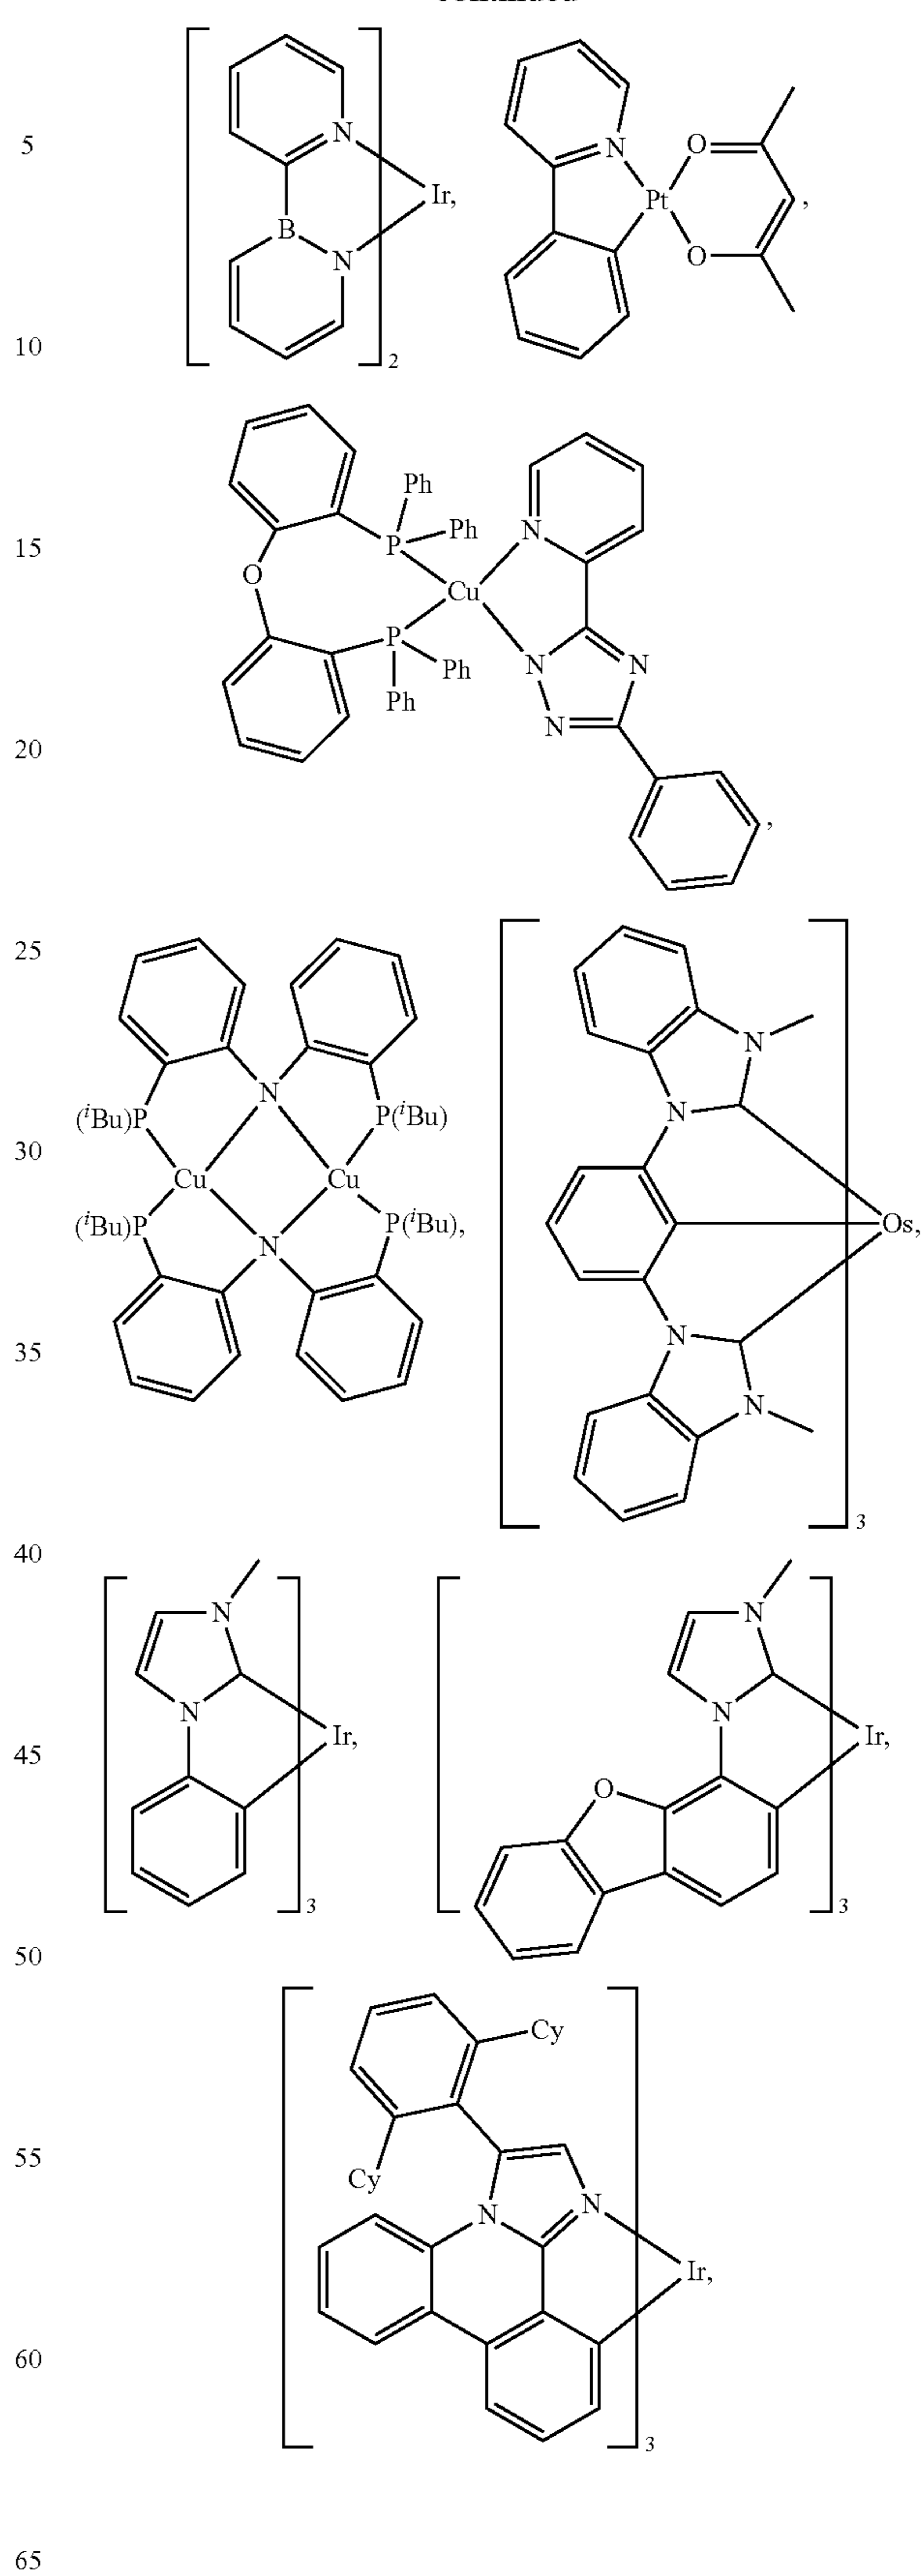 continued
5
N
B
N
Ir,
2
N
Pt
O
O
,
10
15
20
O
P
Ph
Ph
P
Ph
Ph
Cu
N
N
N
N
,
25
30
35
N
(ⁱBu)P
P(ⁱBu)
Cu
Cu
(ⁱBu)P
P(ⁱBu),
N
N
N
Os,
N
N
3
40
45
N
N
Ir,
3
N
N
O
Ir,
3
50
55
60
Cy
Cy
N
N
Ir,
3
65